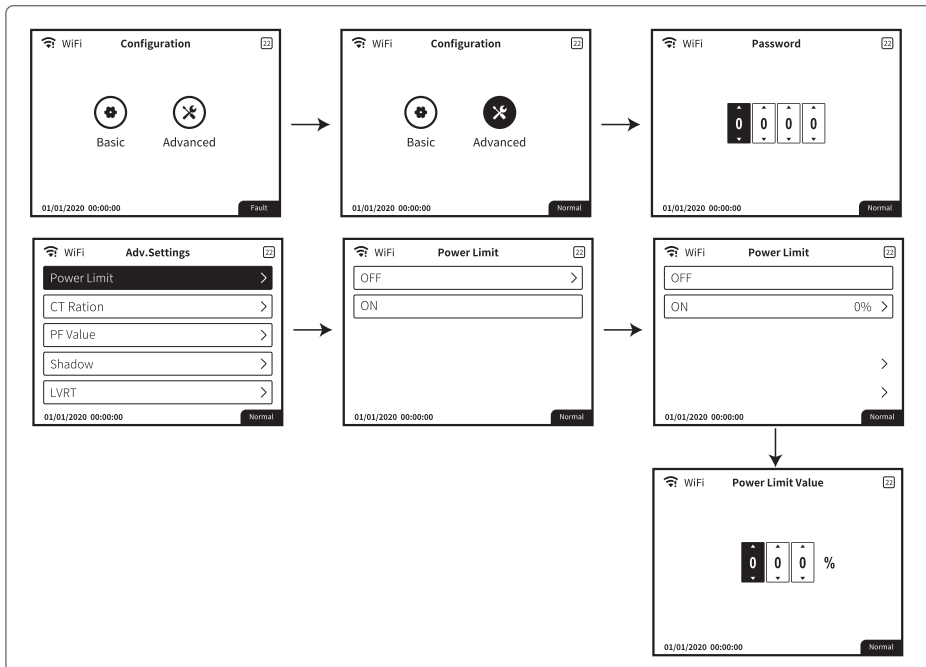 WiFi Configuration 22
Basic Advanced
01/01/2020 00:00:00 Fault
WiFi Configuration 22
Basic Advanced
01/01/2020 00:00:00 Normal
WiFi Password 22
0 0 0 0
01/01/2020 00:00:00 Normal
WiFi Adv.Settings 22
Power Limit >
CT Ration >
PF Value >
Shadow >
LVRT >
01/01/2020 00:00:00 Normal
WiFi Power Limit 22
OFF >
ON
01/01/2020 00:00:00 Normal
WiFi Power Limit 22
OFF
ON 0% >
>
>
01/01/2020 00:00:00 Normal
WiFi Power Limit Value 22
0 0 0 %
01/01/2020 00:00:00 Normal